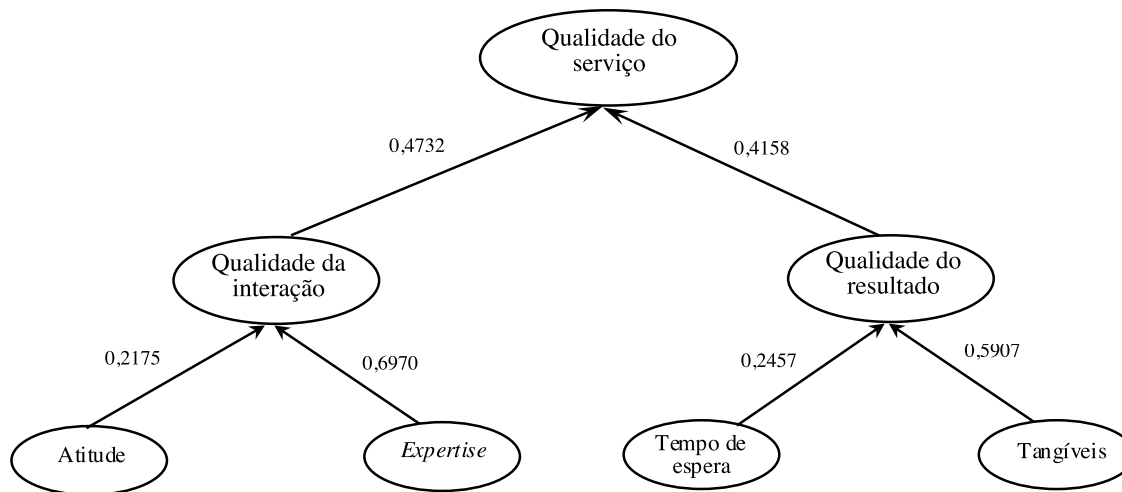 Qualidade do
serviço
0,4732
0,4158
Qualidade da
interação
Qualidade do
resultado
0,2175
0,6970
0,2457
0,5907
Atitude
Expertise
Tempo de
espera
Tangíveis